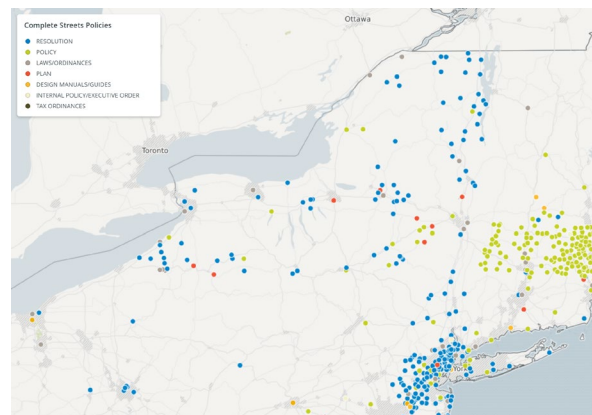 Complete Streets Policies
RESOLUTION
POLICY
LAWS/ORDINANCES
PLAN
DESIGN MANUALS/GUIDES
INTERNAL POLICY/EXECUTIVE ORDER
TAX ORDINANCES
Ottawa
Toronto